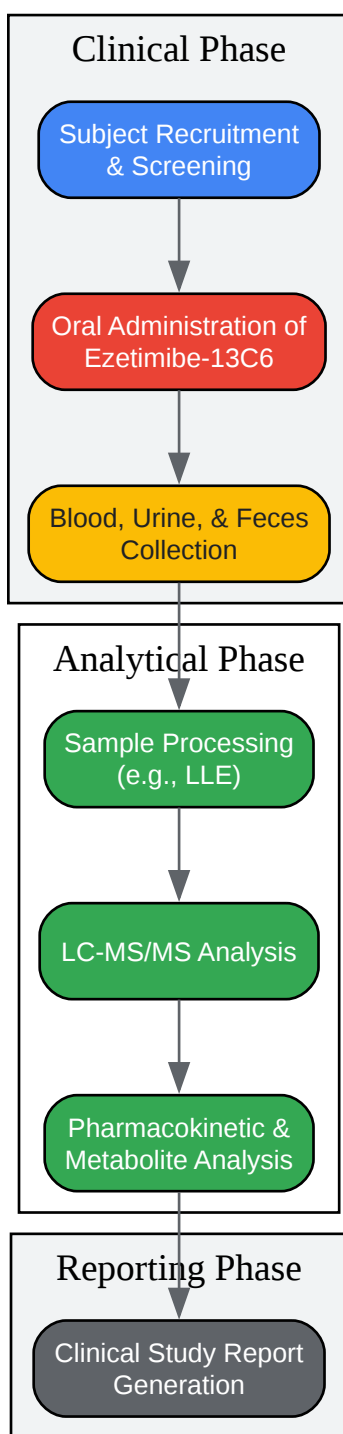 Clinical Phase
Subject Recruitment
& Screening
Oral Administration of
Ezetimibe-13C6
Blood, Urine, & Feces
Collection
Analytical Phase
Sample Processing
(e.g., LLE)
LC-MS/MS Analysis
Pharmacokinetic &
Metabolite Analysis
Reporting Phase
Clinical Study Report
Generation